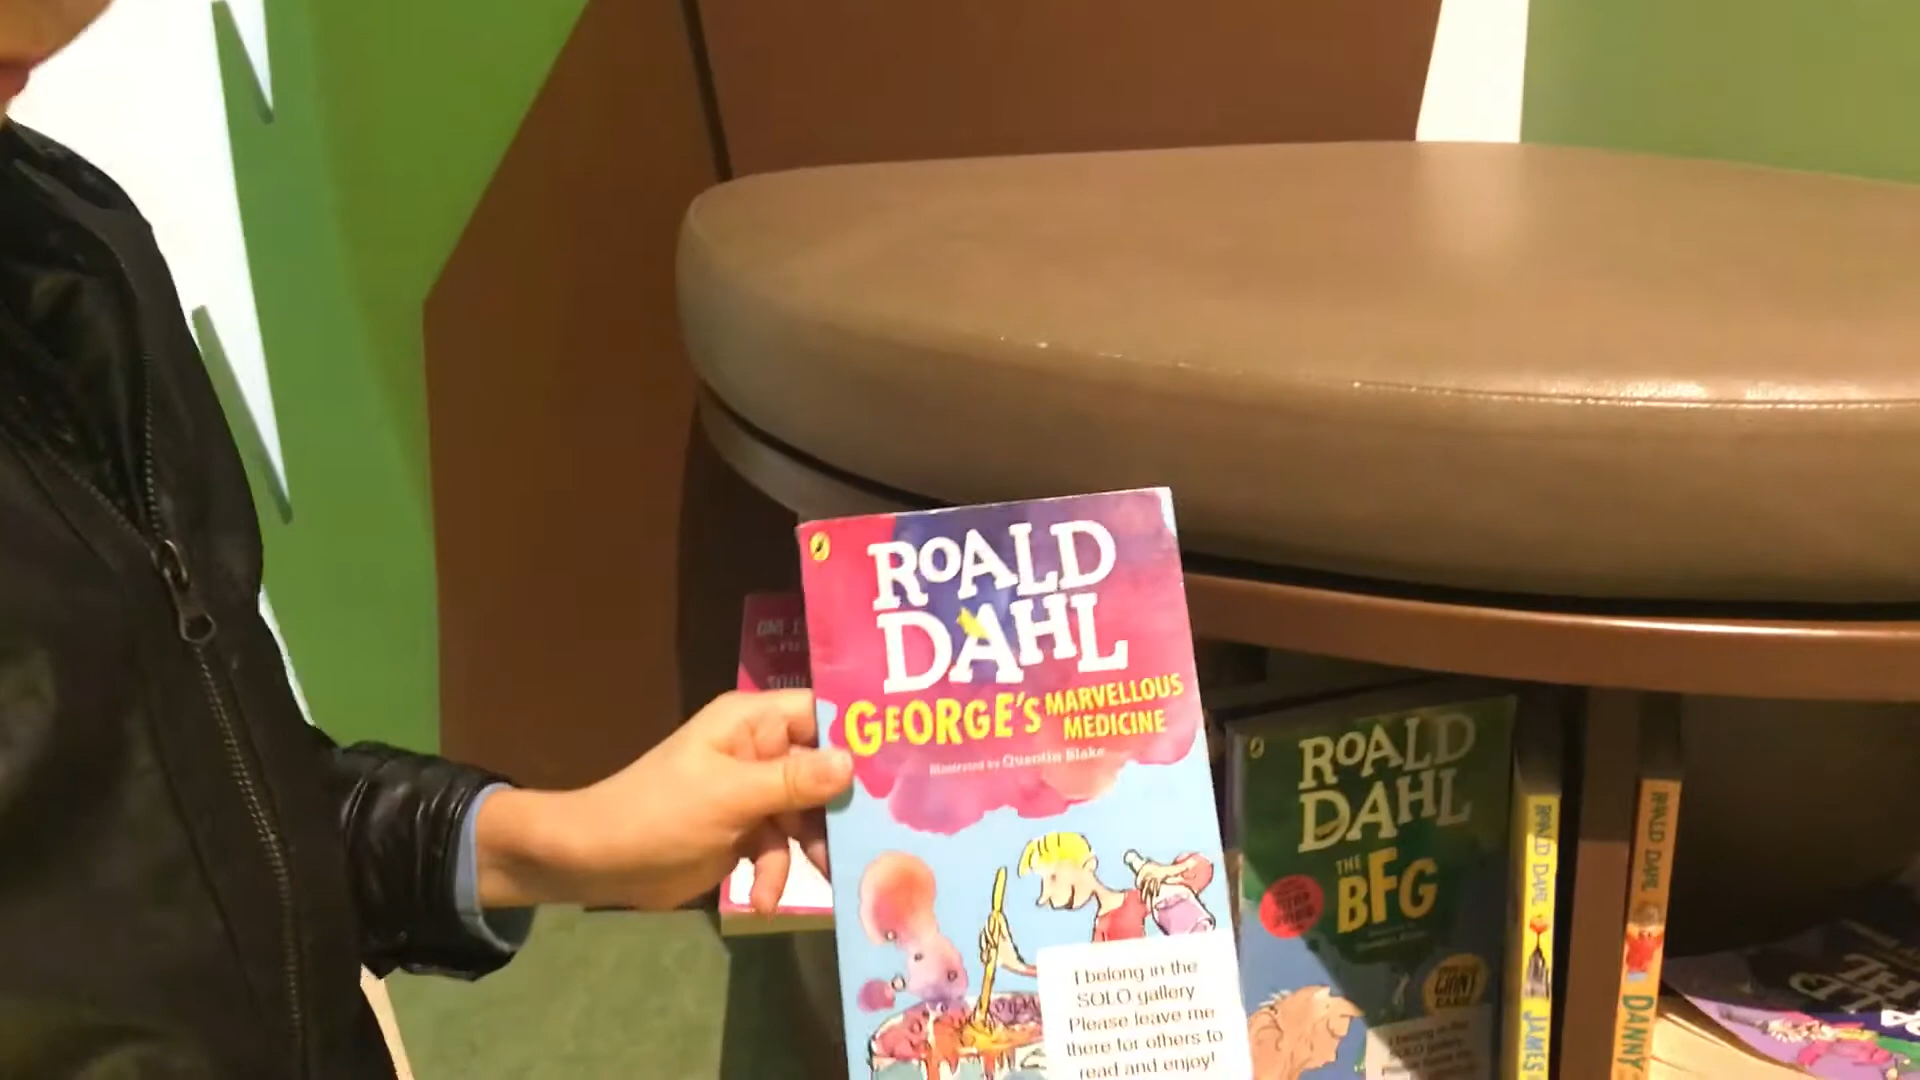 ROALD
DAHL
GEORGE'S MARVELLOUS
MEDICINE
Illustrated by Quentin Blake
I belong in the
SOLO gallery
Please leave me
there for others to
read and enjoy!
ROALD
DAHL
THE
BFG
ROALD DAHL
JAMES
ROALD DAHL
DANNY